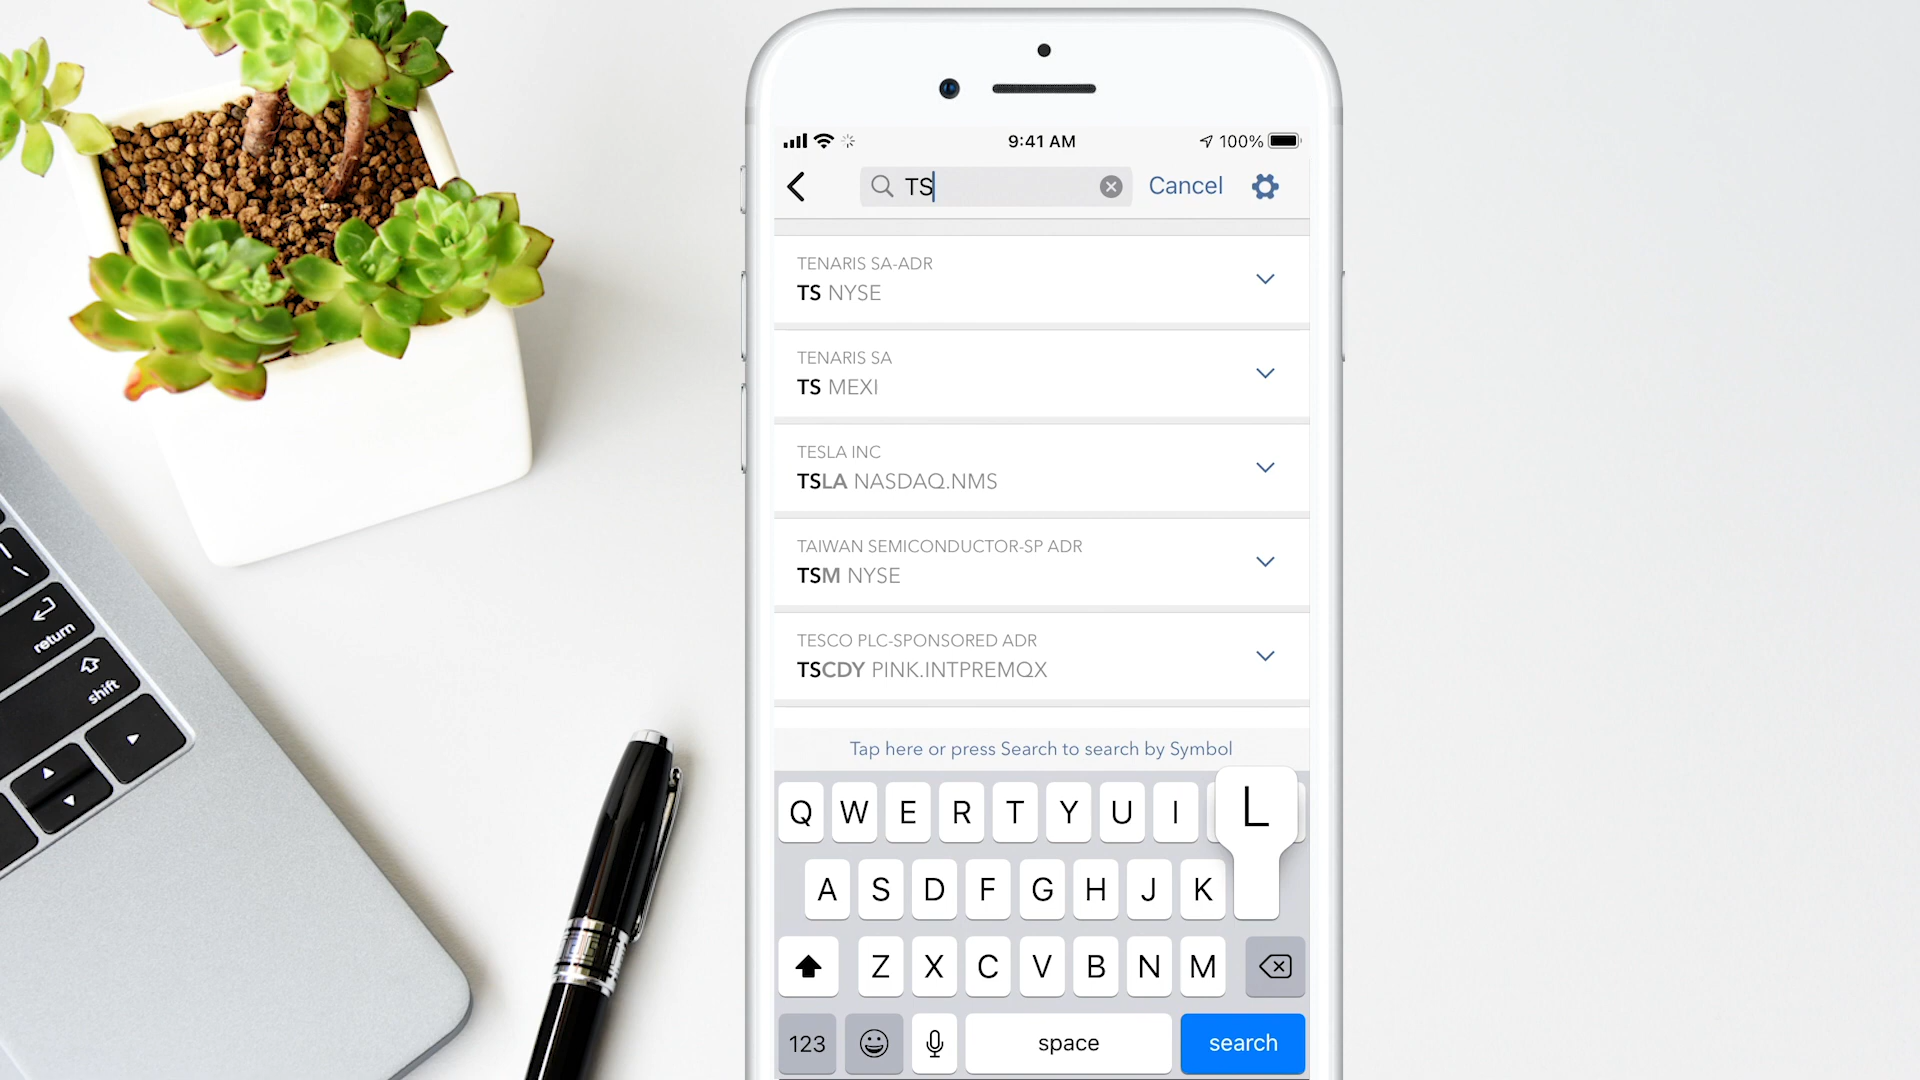 9:41 AM
100%
TS
Cancel
TENARIS SA-ADR
TS NYSE
TENARIS SA
TS MEXI
TESLA INC
TSLA NASDAQ.NMS
TAIWAN SEMICONDUCTOR-SP ADR
TSM NYSE
TESCO PLC-SPONSORED ADR
TSCDY PINK.INTPREMQX
Tap here or press Search to search by Symbol
Q W E R T Y U I L
A S D F G H J K
Z X C V B N M
123 space search
return
shift